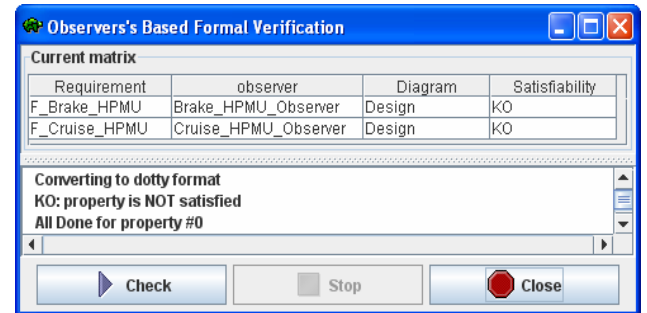 Observers's Based Formal Verification
Current matrix
Requirement observer Diagram Satisfiability
F_Brake_HPMU Brake_HPMU_Observer Design KO
F_Cruise_HPMU Cruise_HPMU_Observer Design KO
Converting to dotty format
KO: property is NOT satisfied
All Done for property #0
Check Stop Close